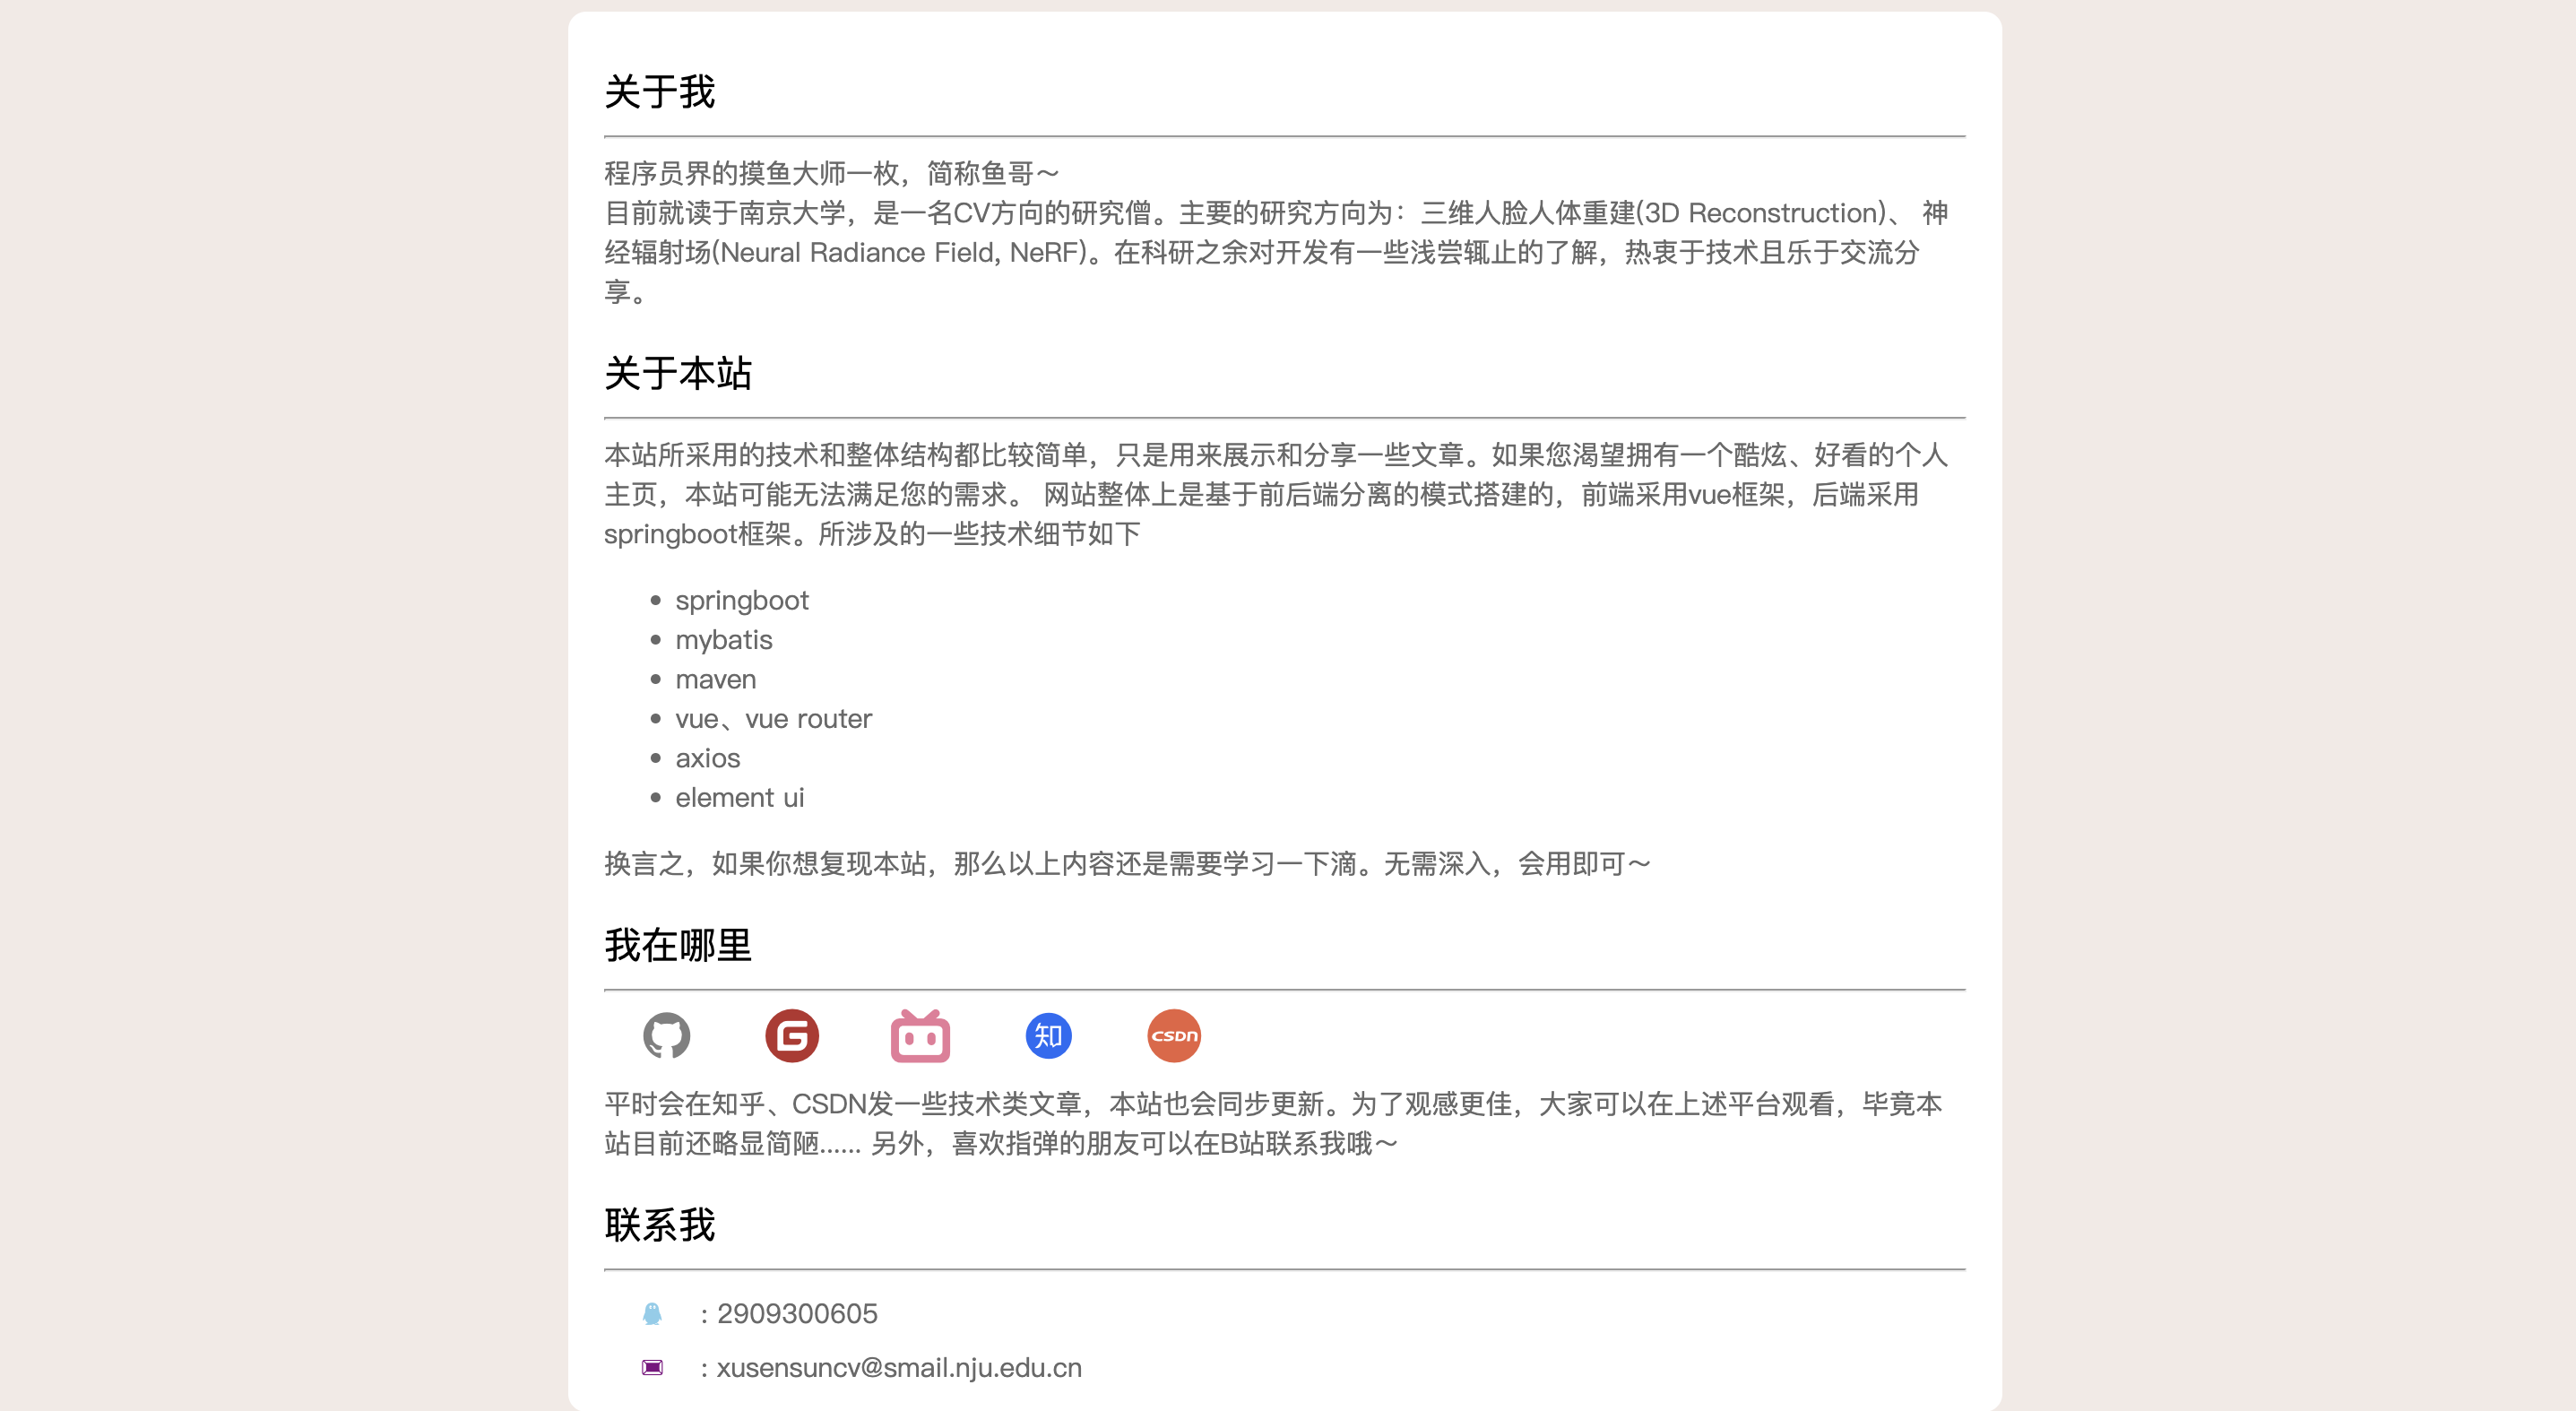 关于我
程序员界的摸鱼大师一枚，简称鱼哥～
目前就读于南京大学，是一名CV方向的研究僧。主要的研究方向为：三维人脸人体重建(3D Reconstruction)、 神
经辐射场(Neural Radiance Field, NeRF)。在科研之余对开发有一些浅尝辄止的了解，热衷于技术且乐于交流分
享。
关于本站
本站所采用的技术和整体结构都比较简单，只是用来展示和分享一些文章。如果您渴望拥有一个酷炫、好看的个人
主页，本站可能无法满足您的需求。 网站整体上是基于前后端分离的模式搭建的，前端采用vue框架，后端采用
springboot框架。所涉及的一些技术细节如下
• springboot
• mybatis
• maven
• vue、vue router
• axios
• element ui
换言之，如果你想复现本站，那么以上内容还是需要学习一下滴。无需深入，会用即可～
我在哪里
G 知 CSDN
平时会在知乎、CSDN发一些技术类文章，本站也会同步更新。为了观感更佳，大家可以在上述平台观看，毕竟本
站目前还略显简陋...... 另外，喜欢指弹的朋友可以在B站联系我哦～
联系我
: 2909300605
: xusensuncv@smail.nju.edu.cn